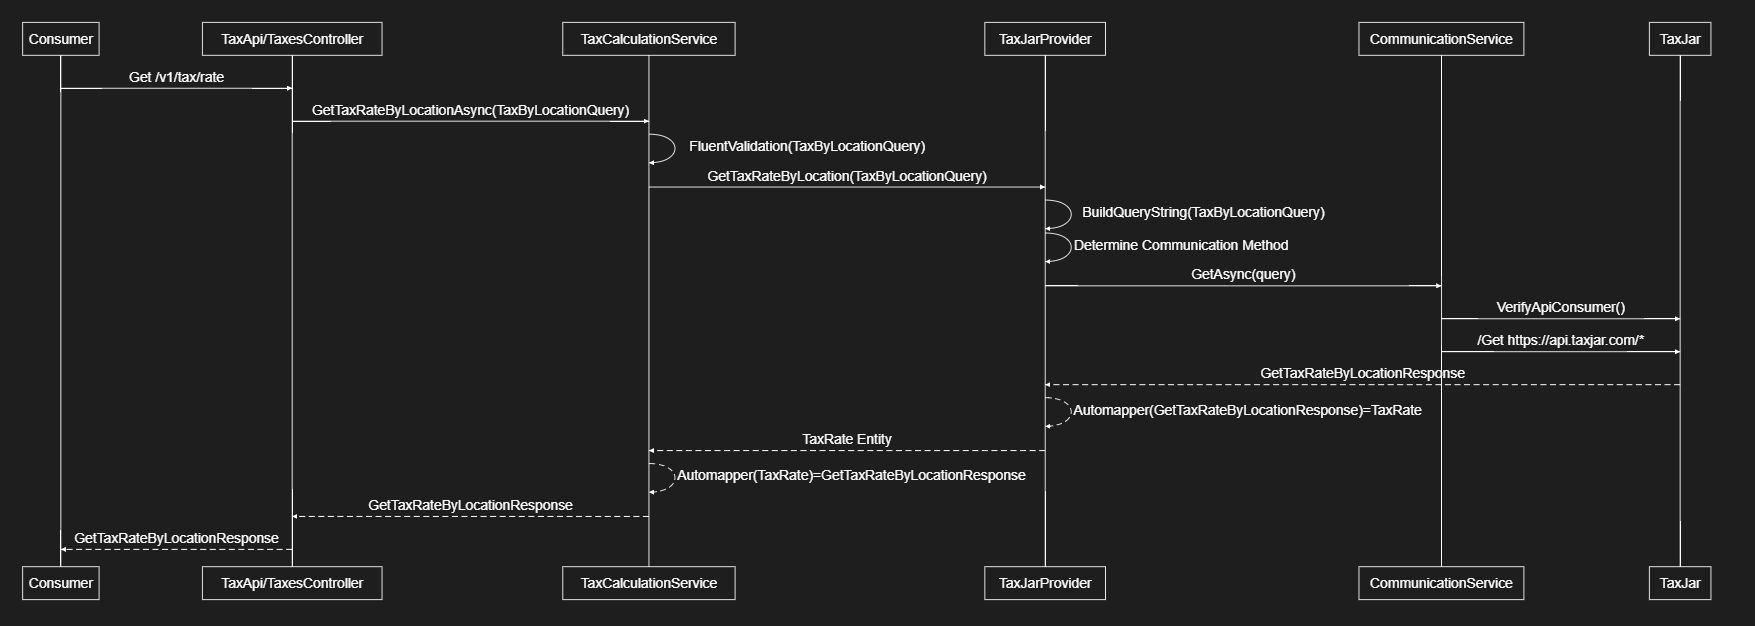 Consumer
TaxApi/TaxesController
TaxCalculationService
TaxJarProvider
CommunicationService
TaxJar
Get /v1/tax/rate
GetTaxRateByLocationAsync(TaxByLocationQuery)
FluentValidation(TaxByLocationQuery)
GetTaxRateByLocation(TaxByLocationQuery)
BuildQueryString(TaxByLocationQuery)
Determine Communication Method
GetAsync(query)
VerifyApiConsumer()
/Get https://api.taxjar.com/*
GetTaxRateByLocationResponse
Automapper(GetTaxRateByLocationResponse)=TaxRate
TaxRate Entity
Automapper(TaxRate)=GetTaxRateByLocationResponse
GetTaxRateByLocationResponse
GetTaxRateByLocationResponse
Consumer
TaxApi/TaxesController
TaxCalculationService
TaxJarProvider
CommunicationService
TaxJar